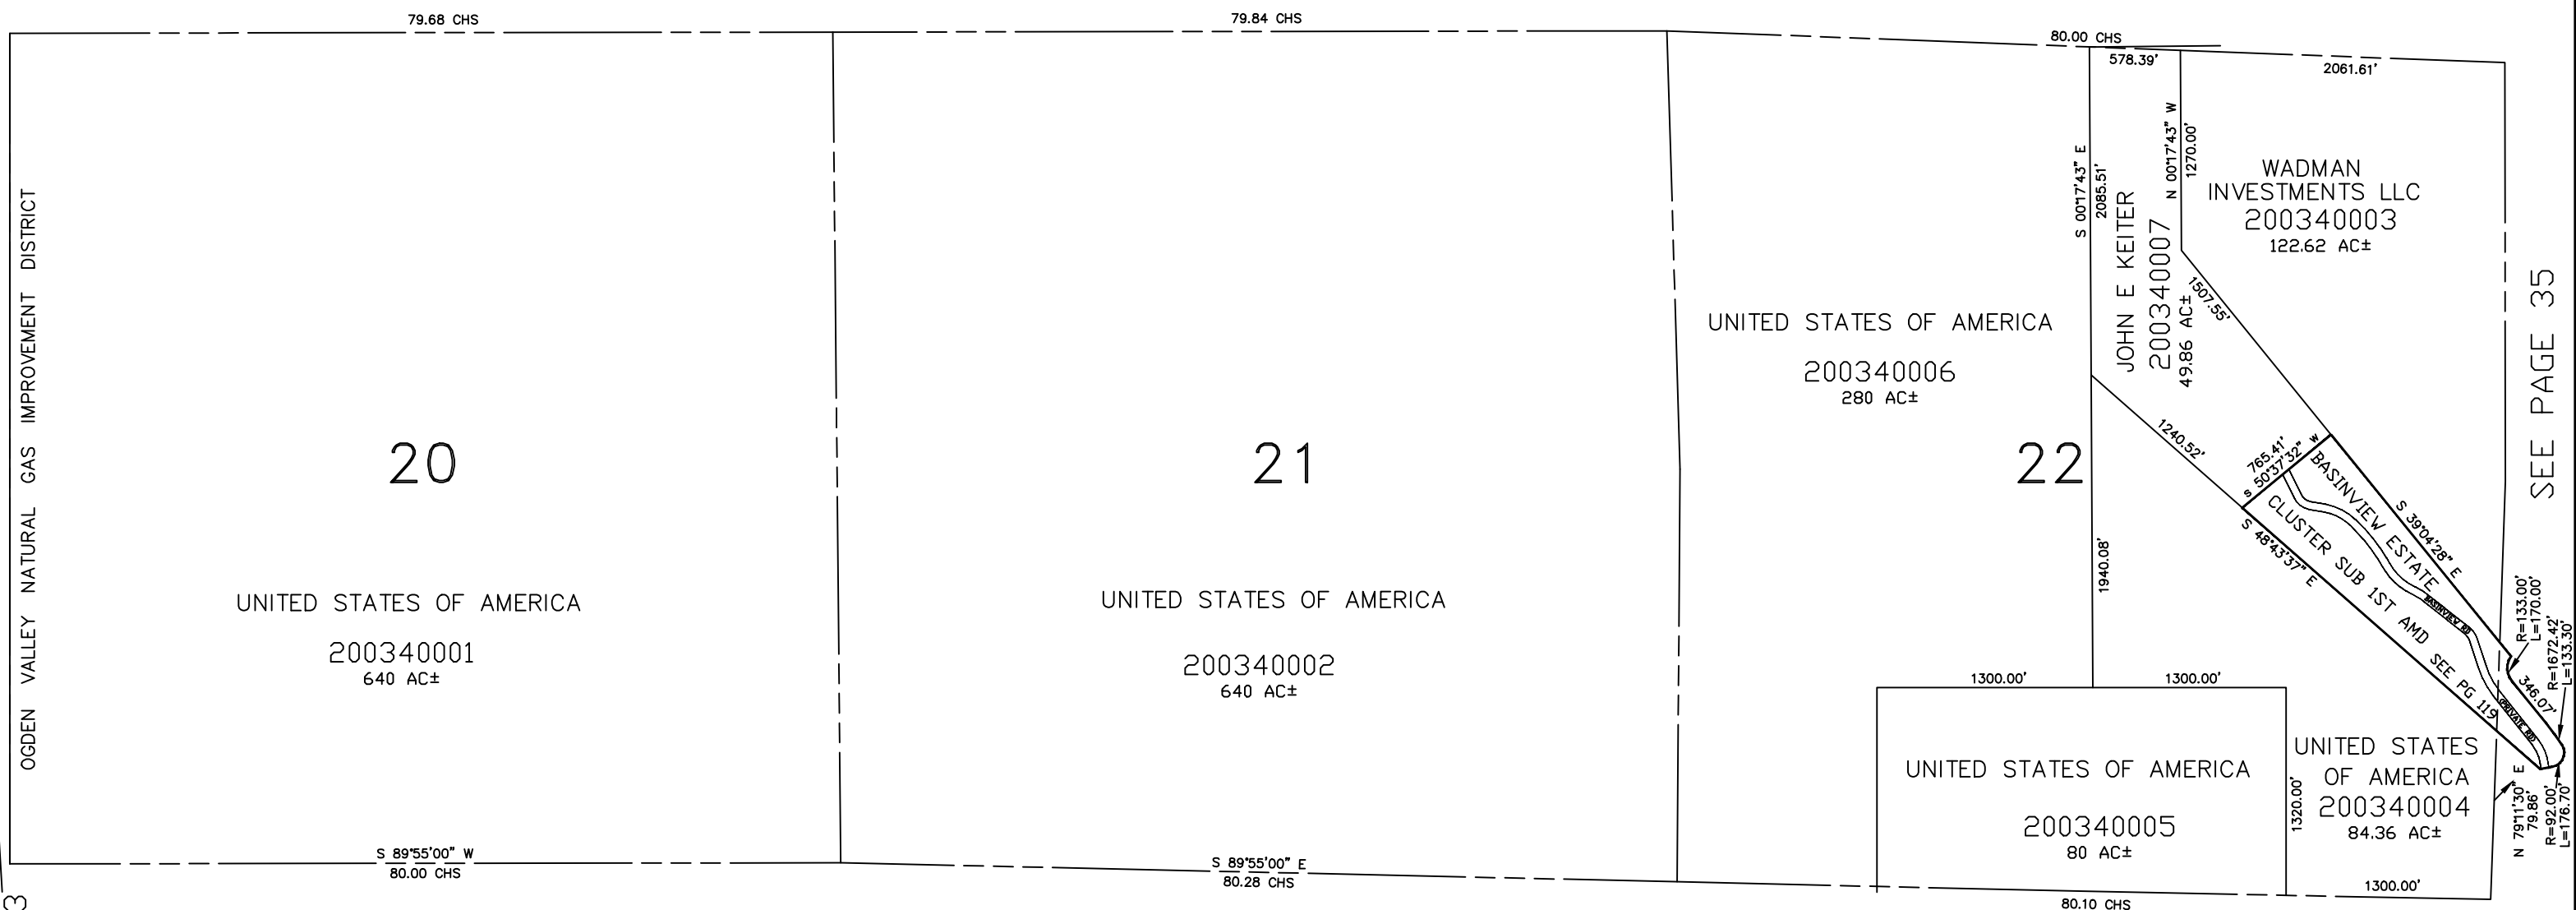 79.68 CHS
79.84 CHS
80.00 CHS
578.39'
2061.61'
OGDEN VALLEY NATURAL GAS IMPROVEMENT DISTRICT
20
UNITED STATES OF AMERICA
200340001
640 AC±
S 89°55'00" W
80.00 CHS
21
UNITED STATES OF AMERICA
200340002
640 AC±
S 89°55'00" E
80.28 CHS
UNITED STATES OF AMERICA
200340006
280 AC±
22
S 00°17'43" E
2085.51'
JOHN E KEITER
200340007
49.86 AC±
N 00°17'43" W
1270.00'
WADMAN
INVESTMENTS LLC
200340003
122.62 AC±
1507.55'
1240.52'
765.41'
S 50°37'32" W
BASINVIEW ESTATE
CLUSTER SUB 1ST AMD SEE PG 119
BASINVIEW RD
(PRIVATE RD)
S 39°04'28" E
S 48°43'37" E
SEE PAGE 35
1940.08'
R=133.00'
L=170.00'
R=1672.42'
L=133.30'
346.07'
1300.00'
1300.00'
UNITED STATES OF AMERICA
200340005
80 AC±
1320.00'
UNITED STATES
OF AMERICA
200340004
84.36 AC±
N 79°11'30" E
79.86'
R=92.00'
L=176.70'
1300.00'
80.10 CHS
3